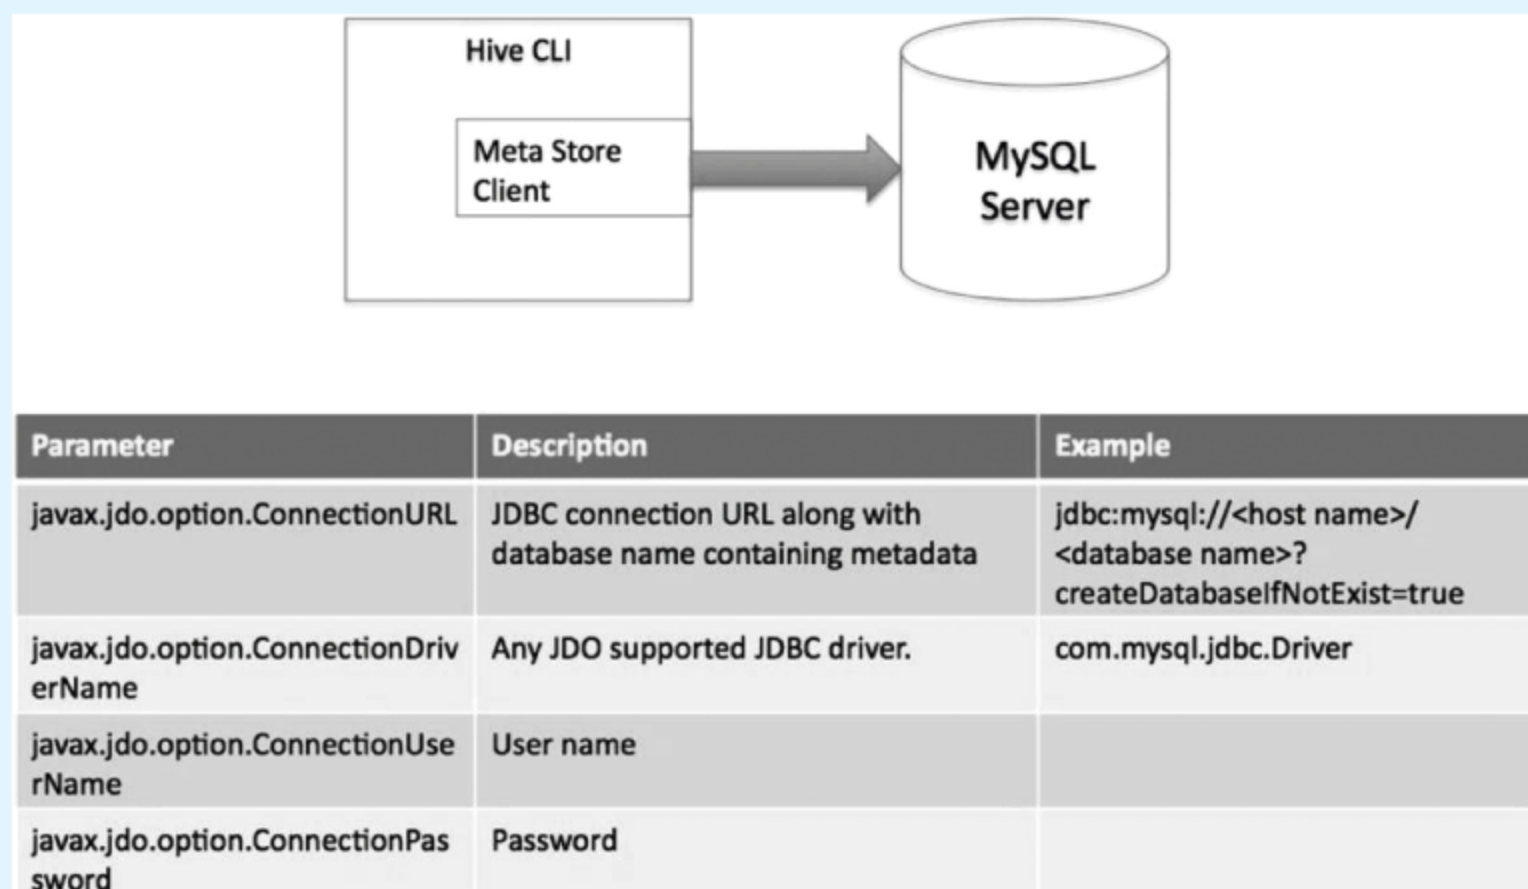 Hive CLI
Meta Store
Client
MySQL
Server
Parameter
Description
Example
javax.jdo.option.ConnectionURL
JDBC connection URL along with
database name containing metadata
jdbc:mysql://<host name>/
<database name>?
createDatabaseIfNotExist=true
javax.jdo.option.ConnectionDriv
erName
Any JDO supported JDBC driver.
com.mysql.jdbc.Driver
javax.jdo.option.ConnectionUse
rName
User name
javax.jdo.option.ConnectionPas
sword
Password